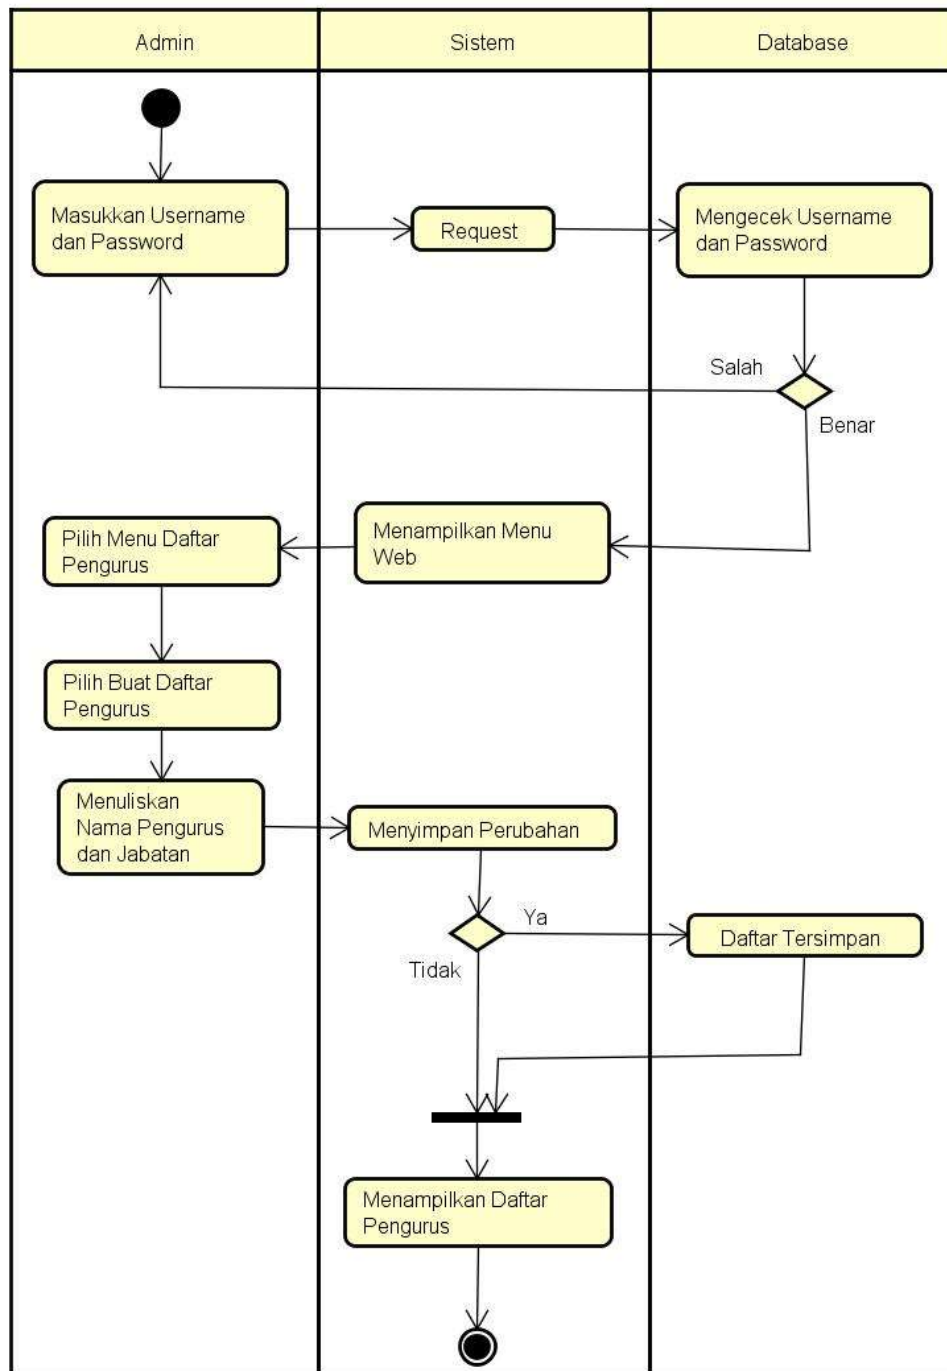 Admin
Sistem
Database
Masukkan Username
dan Password
Request
Mengecek Username
dan Password
Salah
Benar
Menampilkan Menu
Web
Pilih Menu Daftar
Pengurus
Pilih Buat Daftar
Pengurus
Menuliskan
Nama Pengurus
dan Jabatan
Menyimpan Perubahan
Ya
Daftar Tersimpan
Tidak
Menampilkan Daftar
Pengurus